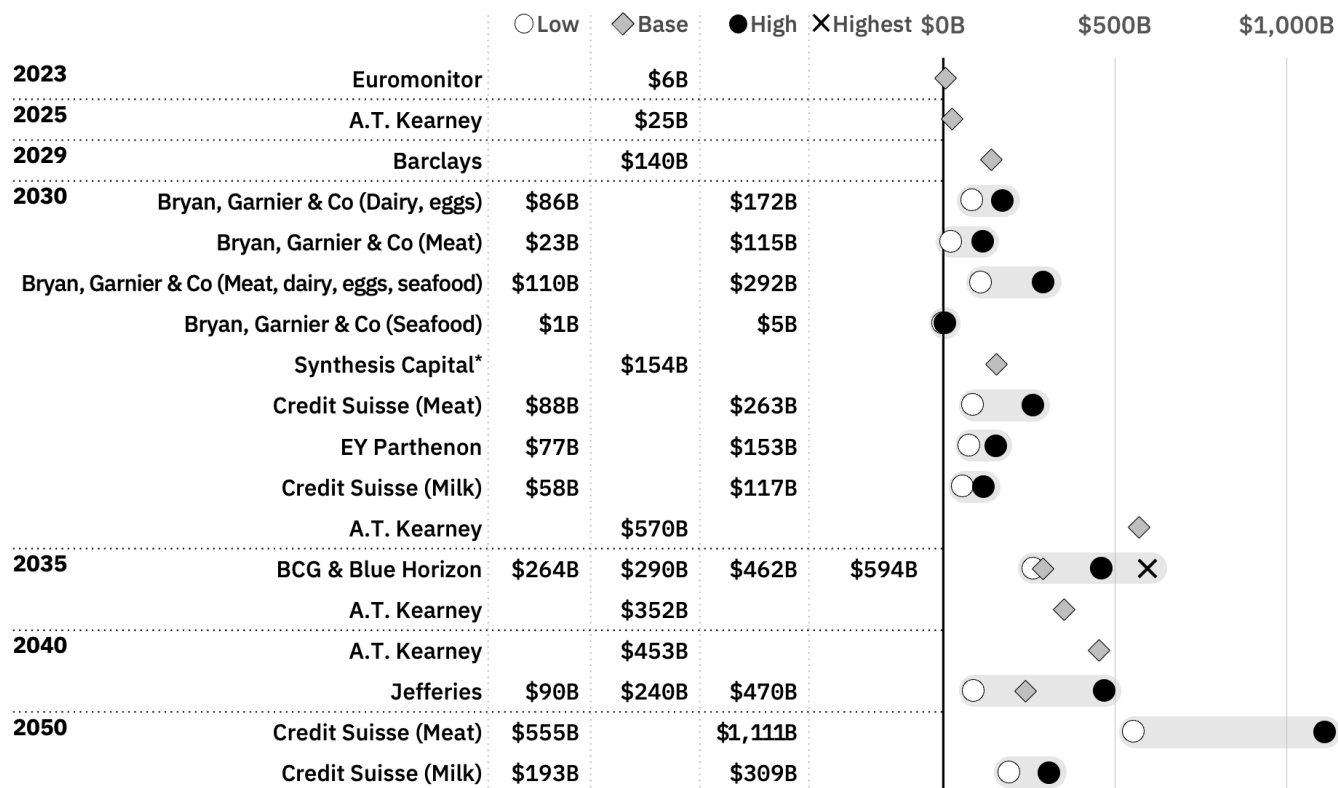 Low Base High Highest $0B $500B $1,000B
2023 Euromonitor $6B
2025 A.T. Kearney $25B
2029 Barclays $140B
2030 Bryan, Garnier & Co (Dairy, eggs) $86B $172B
Bryan, Garnier & Co (Meat) $23B $115B
Bryan, Garnier & Co (Meat, dairy, eggs, seafood) $110B $292B
Bryan, Garnier & Co (Seafood) $1B $5B
Synthesis Capital* $154B
Credit Suisse (Meat) $88B $263B
EY Parthenon $77B $153B
Credit Suisse (Milk) $58B $117B
A.T. Kearney $570B
2035 BCG & Blue Horizon $264B $290B $462B $594B
A.T. Kearney $352B
2040 A.T. Kearney $453B
Jefferies $90B $240B $470B
2050 Credit Suisse (Meat) $555B $1,111B
Credit Suisse (Milk) $193B $309B